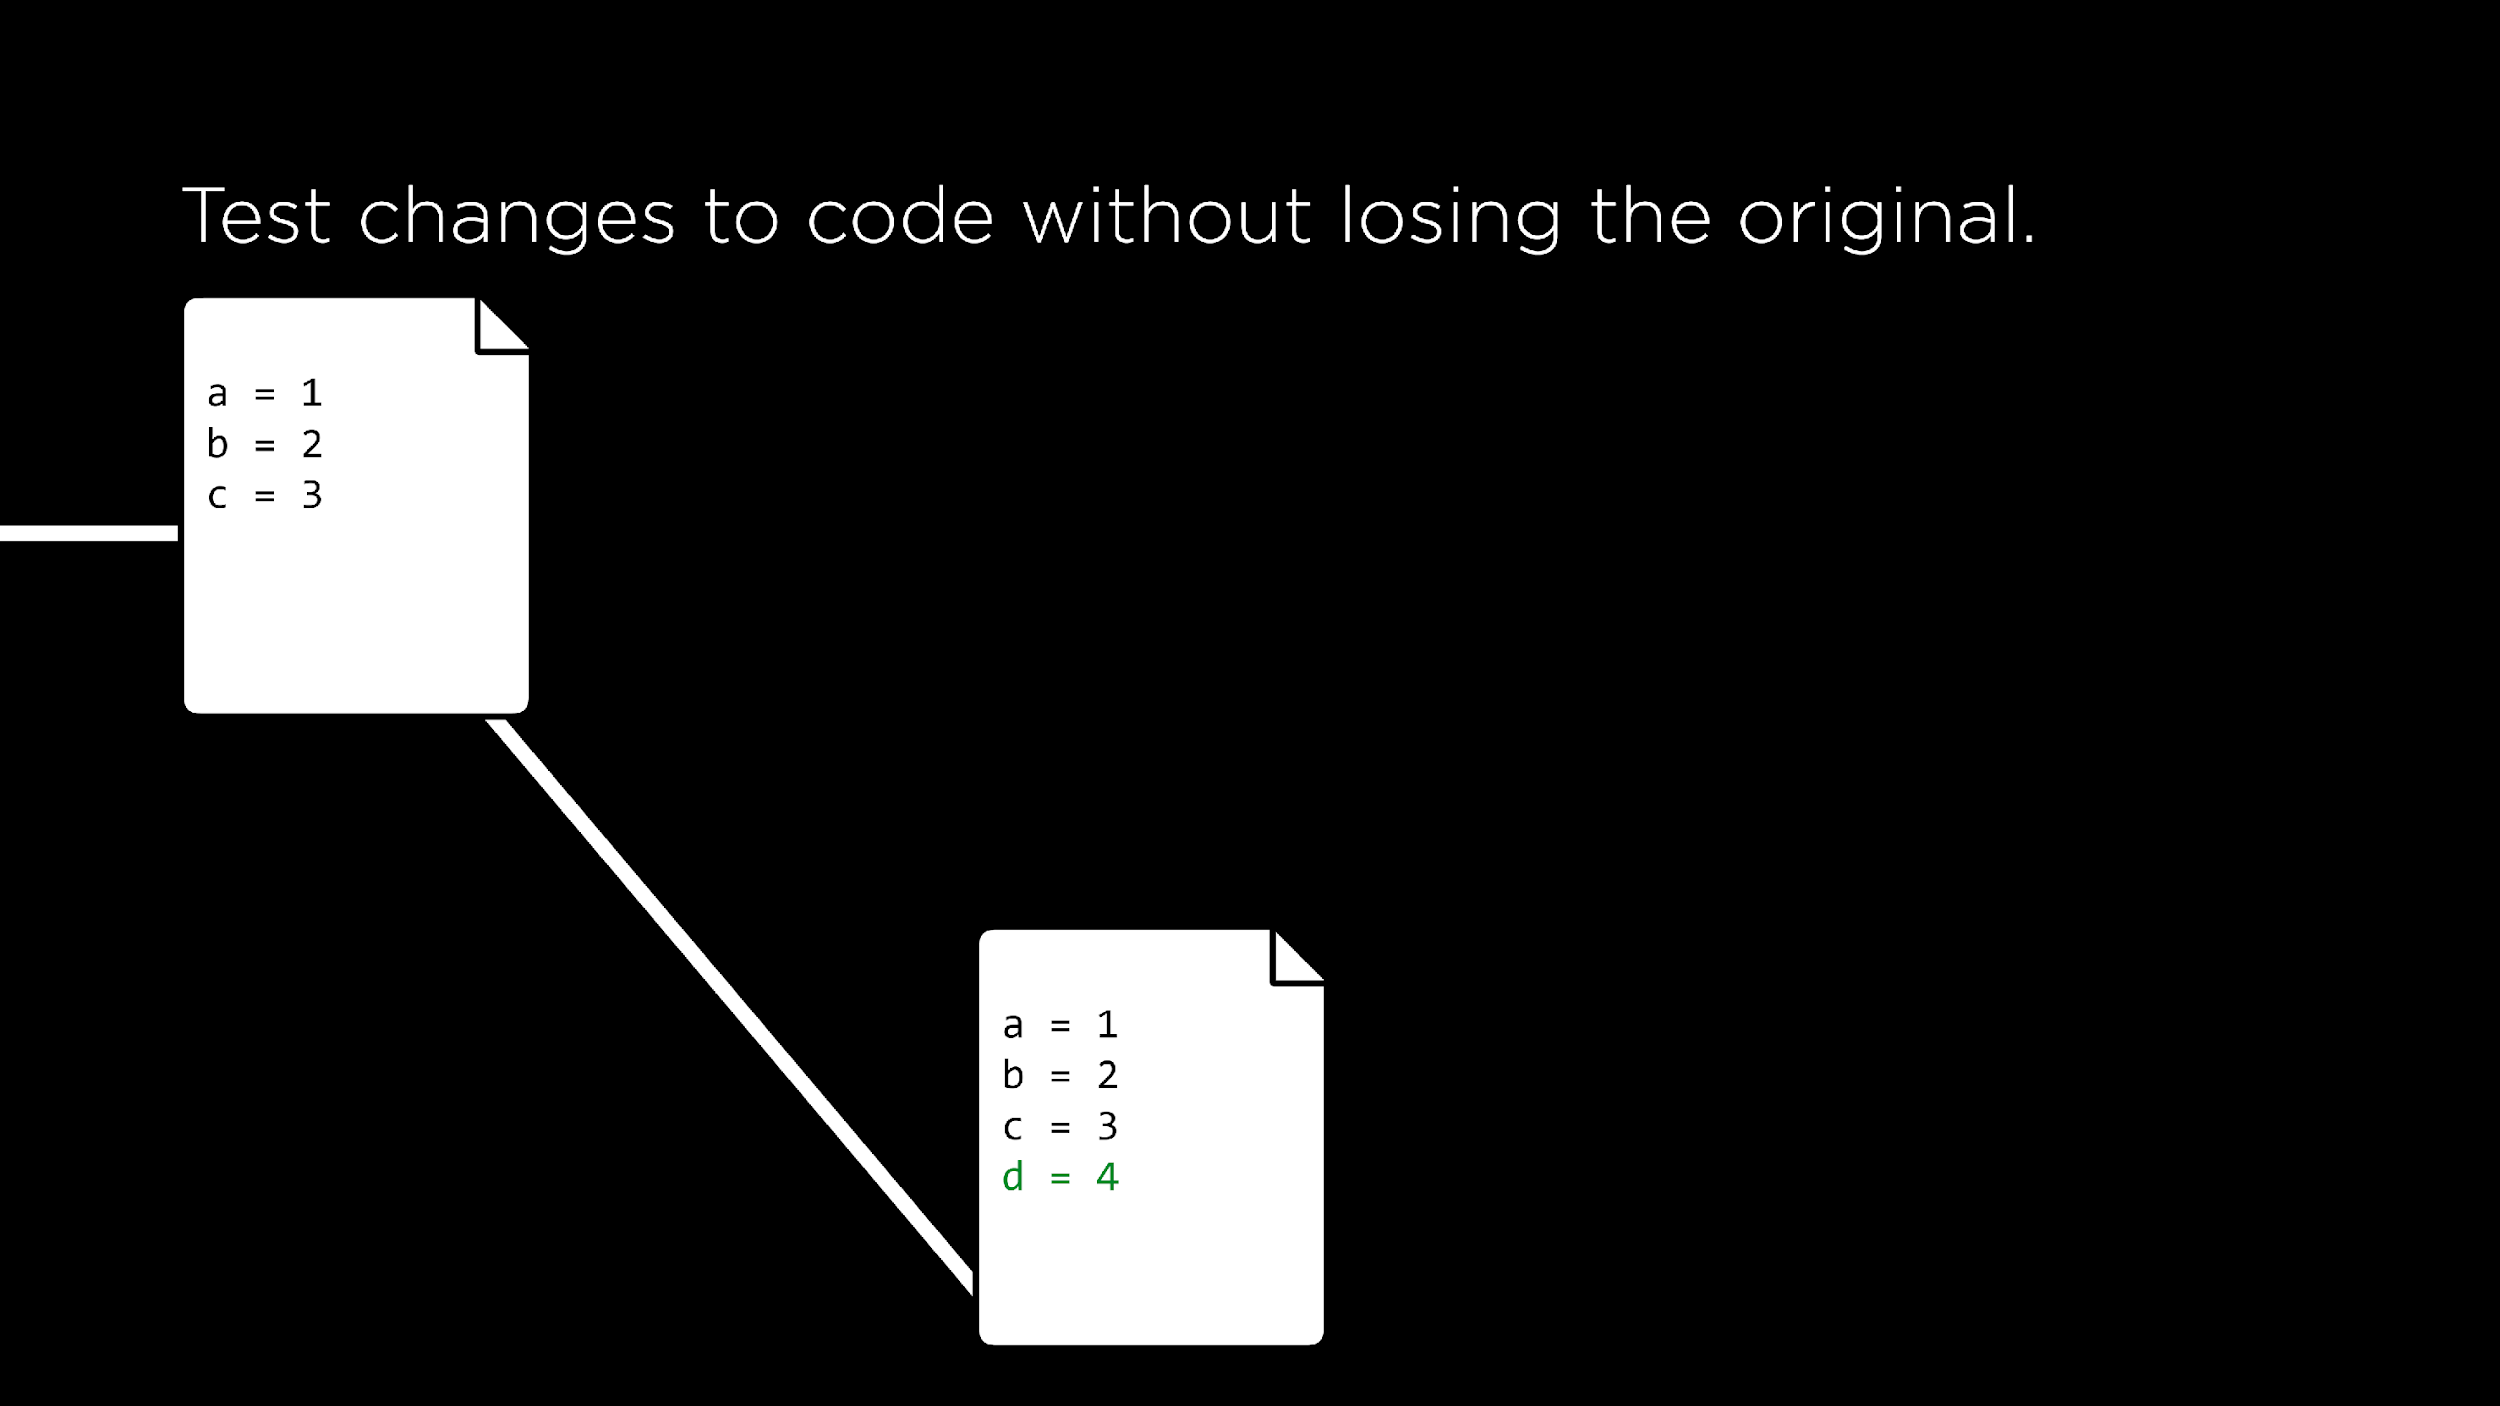 Test changes to code without losing the original.
a = 1
b = 2
c = 3
a = 1
b = 2
c = 3
d = 4